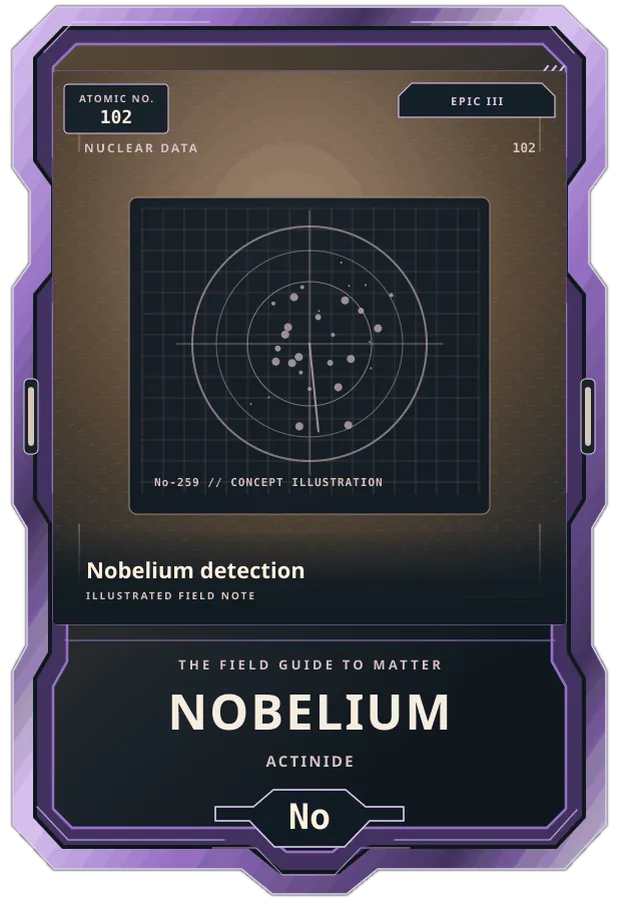 ATOMIC NO.
102
EPIC III
NUCLEAR DATA
102
No-259 // CONCEPT ILLUSTRATION
Nobelium detection
ILLUSTRATED FIELD NOTE
THE FIELD GUIDE TO MATTER
NOBELIUM
ACTINIDE
No